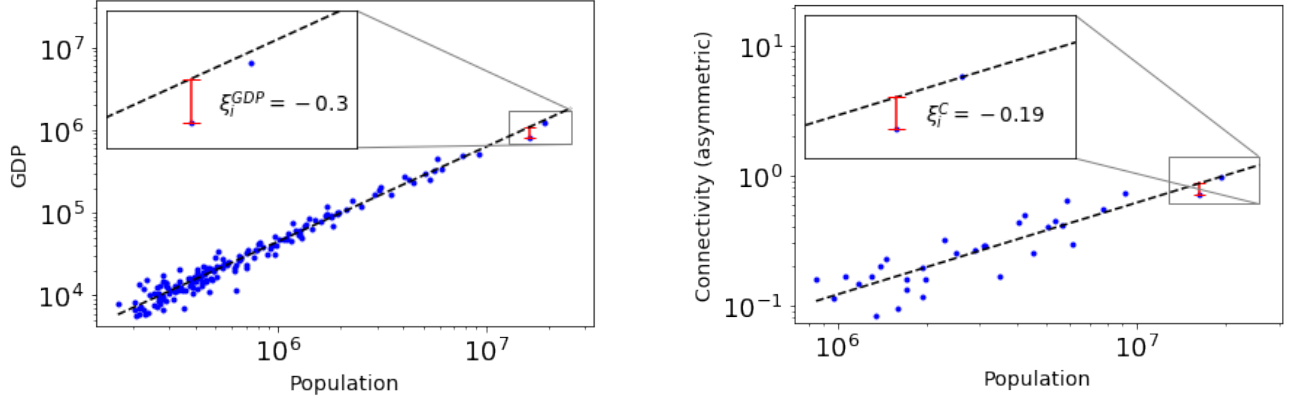 GDP
10^7
10^6
10^5
10^4
ξ_i^{GDP} = −0.3
10^6
10^7
Population
Connectivity (asymmetric)
10^1
10^0
10^{−1}
ξ_i^C = −0.19
10^6
10^7
Population